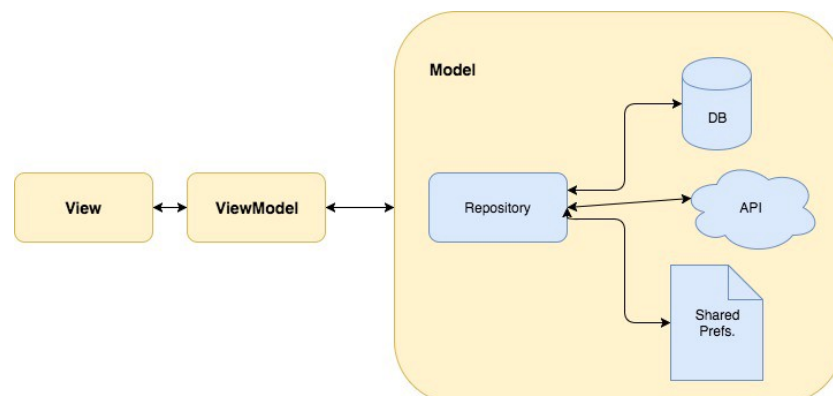 Model
DB
View
ViewModel
Repository
API
Shared
Prefs.